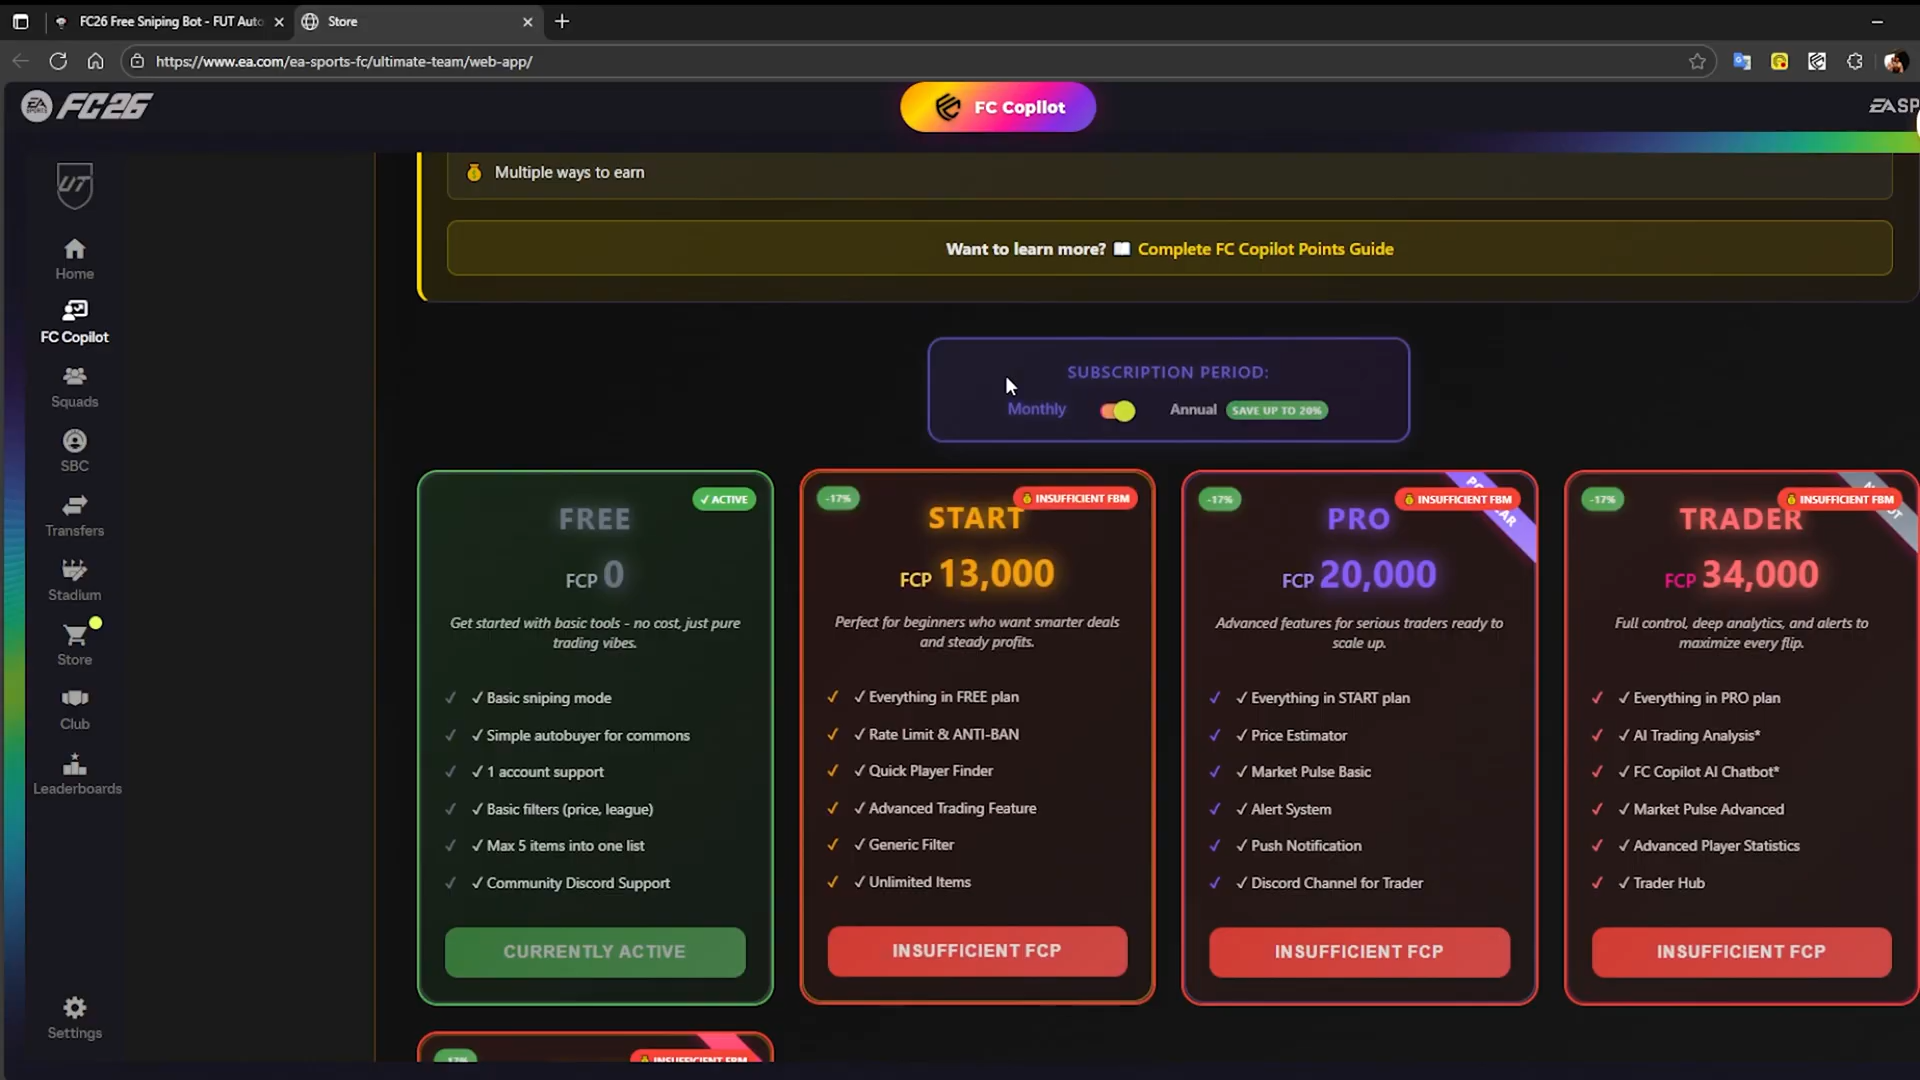 FC26 Free Sniping Bot - FUT Auto
Store
https://www.ea.com/ea-sports-fc/ultimate-team/web-app/
EA SPORTS FC26
FC Copilot
EA SP
UT
Home
FC Copilot
Squads
SBC
Transfers
Stadium
Store
Club
Leaderboards
Settings
Multiple ways to earn
Want to learn more? 📖 Complete FC Copilot Points Guide
SUBSCRIPTION PERIOD:
Monthly Annual SAVE UP TO 20%
✓ ACTIVE
FREE
FCP 0
Get started with basic tools - no cost, just pure
trading vibes.
✓ ✓ Basic sniping mode
✓ ✓ Simple autobuyer for commons
✓ ✓ 1 account support
✓ ✓ Basic filters (price, league)
✓ ✓ Max 5 items into one list
✓ ✓ Community Discord Support
CURRENTLY ACTIVE
-17% INSUFFICIENT FBM
START
FCP 13,000
Perfect for beginners who want smarter deals
and steady profits.
✓ ✓ Everything in FREE plan
✓ ✓ Rate Limit & ANTI-BAN
✓ ✓ Quick Player Finder
✓ ✓ Advanced Trading Feature
✓ ✓ Generic Filter
✓ ✓ Unlimited Items
INSUFFICIENT FCP
-17% INSUFFICIENT FBM
PRO
FCP 20,000
Advanced features for serious traders ready to
scale up.
✓ ✓ Everything in START plan
✓ ✓ Price Estimator
✓ ✓ Market Pulse Basic
✓ ✓ Alert System
✓ ✓ Push Notification
✓ ✓ Discord Channel for Trader
INSUFFICIENT FCP
-17% INSUFFICIENT FBM
TRADER
FCP 34,000
Full control, deep analytics, and alerts to
maximize every flip.
✓ ✓ Everything in PRO plan
✓ ✓ AI Trading Analysis*
✓ ✓ FC Copilot AI Chatbot*
✓ ✓ Market Pulse Advanced
✓ ✓ Advanced Player Statistics
✓ ✓ Trader Hub
INSUFFICIENT FCP
-17% INSUFFICIENT FBM